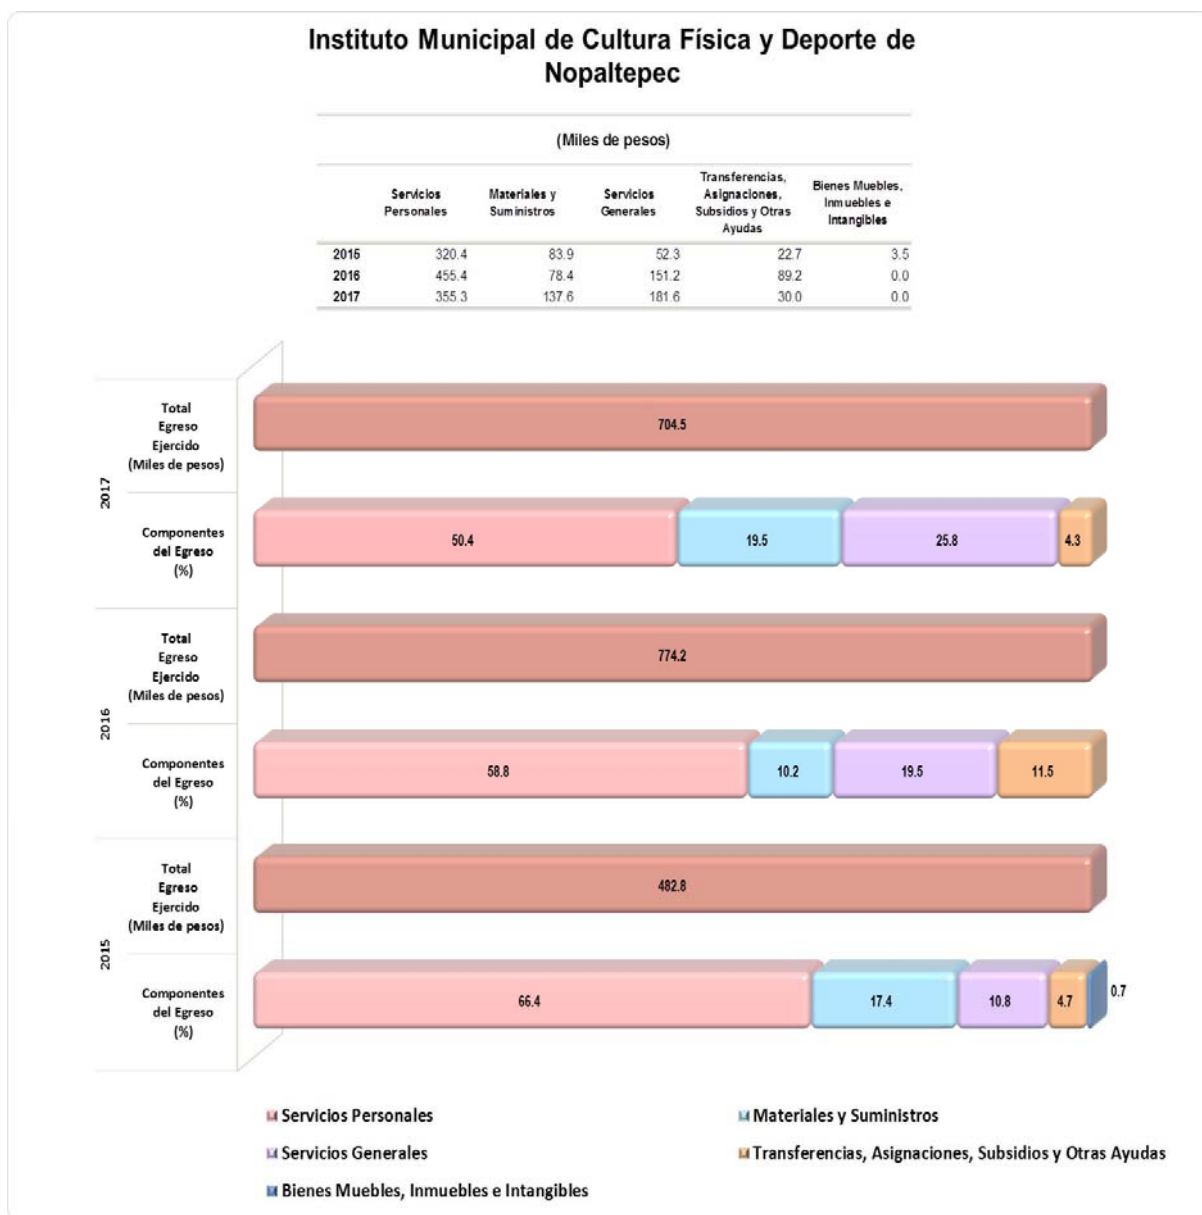 Instituto Municipal de Cultura Física y Deporte de
Nopaltepec
(Miles de pesos)
Servicios Personales Materiales y Suministros Servicios Generales Transferencias, Asignaciones, Subsidios y Otras Ayudas Bienes Muebles, Inmuebles e Intangibles
2015 320.4 83.9 52.3 22.7 3.5
2016 455.4 78.4 151.2 89.2 0.0
2017 355.3 137.6 181.6 30.0 0.0
2017
Total
Egreso
Ejercido
(Miles de pesos)
704.5
Componentes
del Egreso
(%)
50.4 19.5 25.8 4.3
2016
Total
Egreso
Ejercido
(Miles de pesos)
774.2
Componentes
del Egreso
(%)
58.8 10.2 19.5 11.5
2015
Total
Egreso
Ejercido
(Miles de pesos)
482.8
Componentes
del Egreso
(%)
66.4 17.4 10.8 4.7 0.7
Servicios Personales Materiales y Suministros
Servicios Generales Transferencias, Asignaciones, Subsidios y Otras Ayudas
Bienes Muebles, Inmuebles e Intangibles